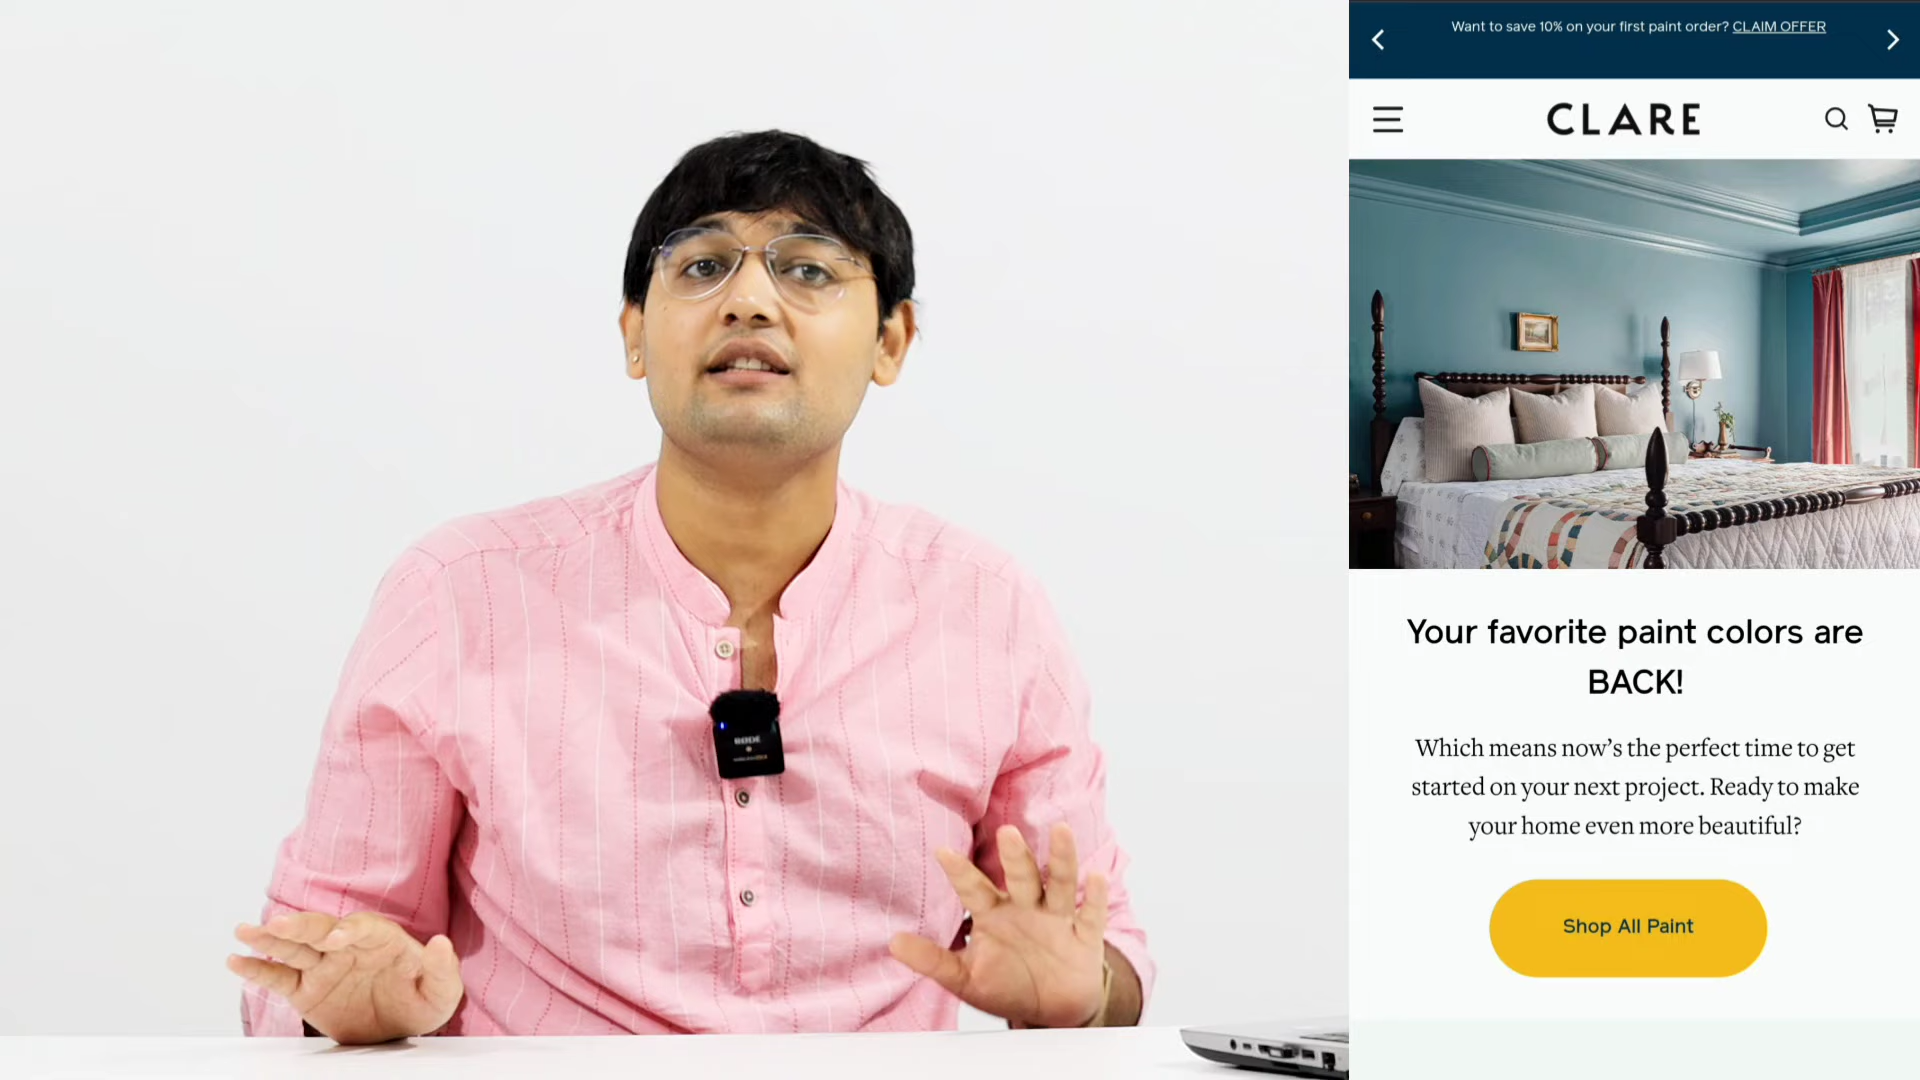 Want to save 10% on your first paint order? CLAIM OFFER
CLARE
Your favorite paint colors are
BACK!
Which means now’s the perfect time to get
started on your next project. Ready to make
your home even more beautiful?
Shop All Paint
RØDE